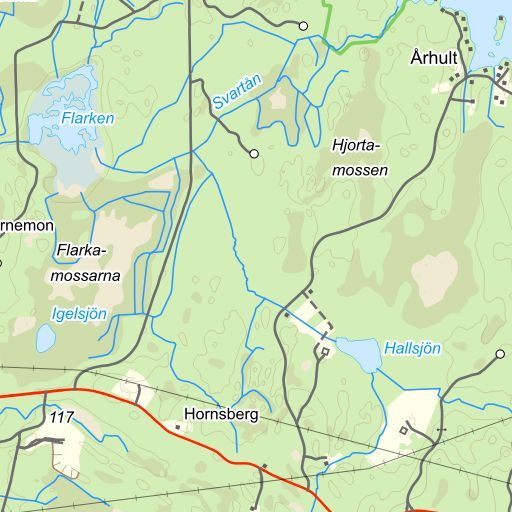 Århult
Svartån
Flarken
Hjorta-
mossen
rnemon
Flarka-
mossarna
Igelsjön
Hallsjön
117
Hornsberg